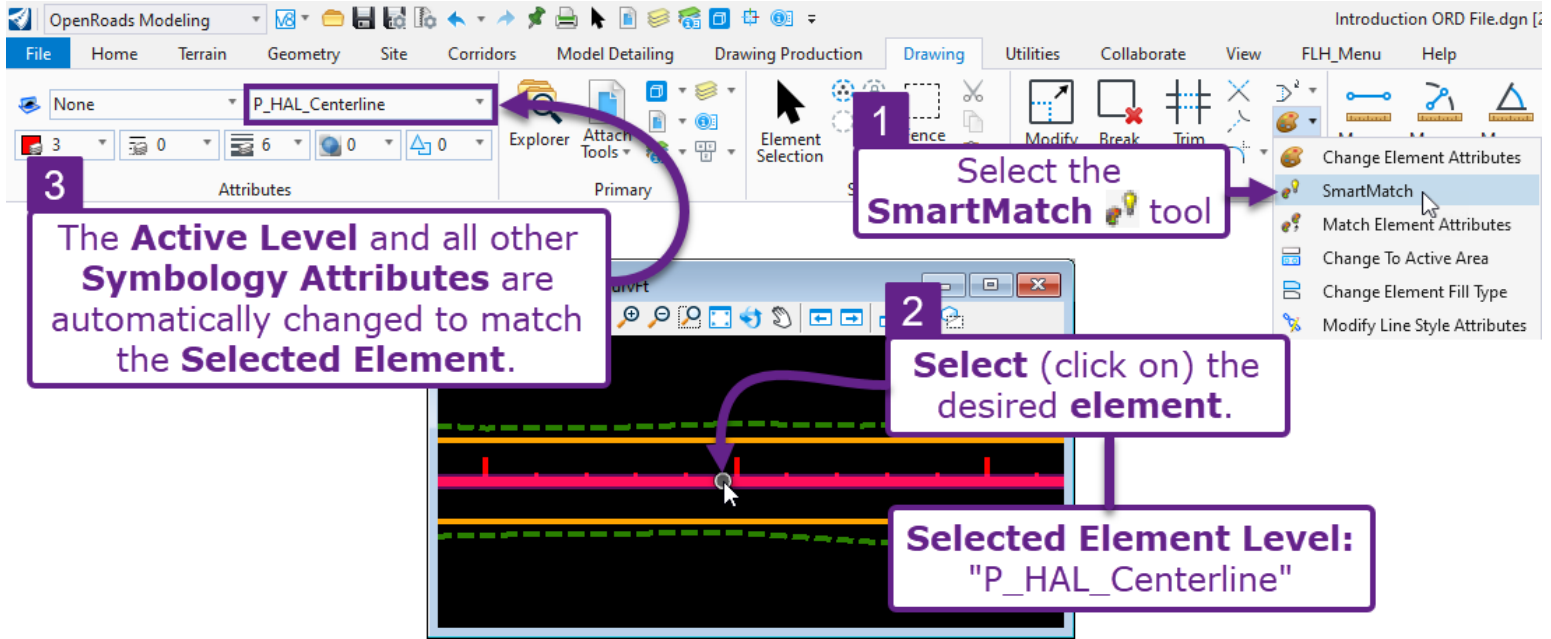 OpenRoads Modeling
V8
Introduction ORD File.dgn [2
File Home Terrain Geometry Site Corridors Model Detailing Drawing Production Drawing Utilities Collaborate View FLH_Menu Help
None P_HAL_Centerline
3 0 6 0 0
Attributes
Explorer
Attach
Tools
Primary
Element
Selection
Modify Break Trim
1
Select the
SmartMatch tool
Change Element Attributes
SmartMatch
Match Element Attributes
Change To Active Area
Change Element Fill Type
Modify Line Style Attributes
3
The Active Level and all other
Symbology Attributes are
automatically changed to match
the Selected Element.
2
Select (click on) the
desired element.
Selected Element Level:
"P_HAL_Centerline"